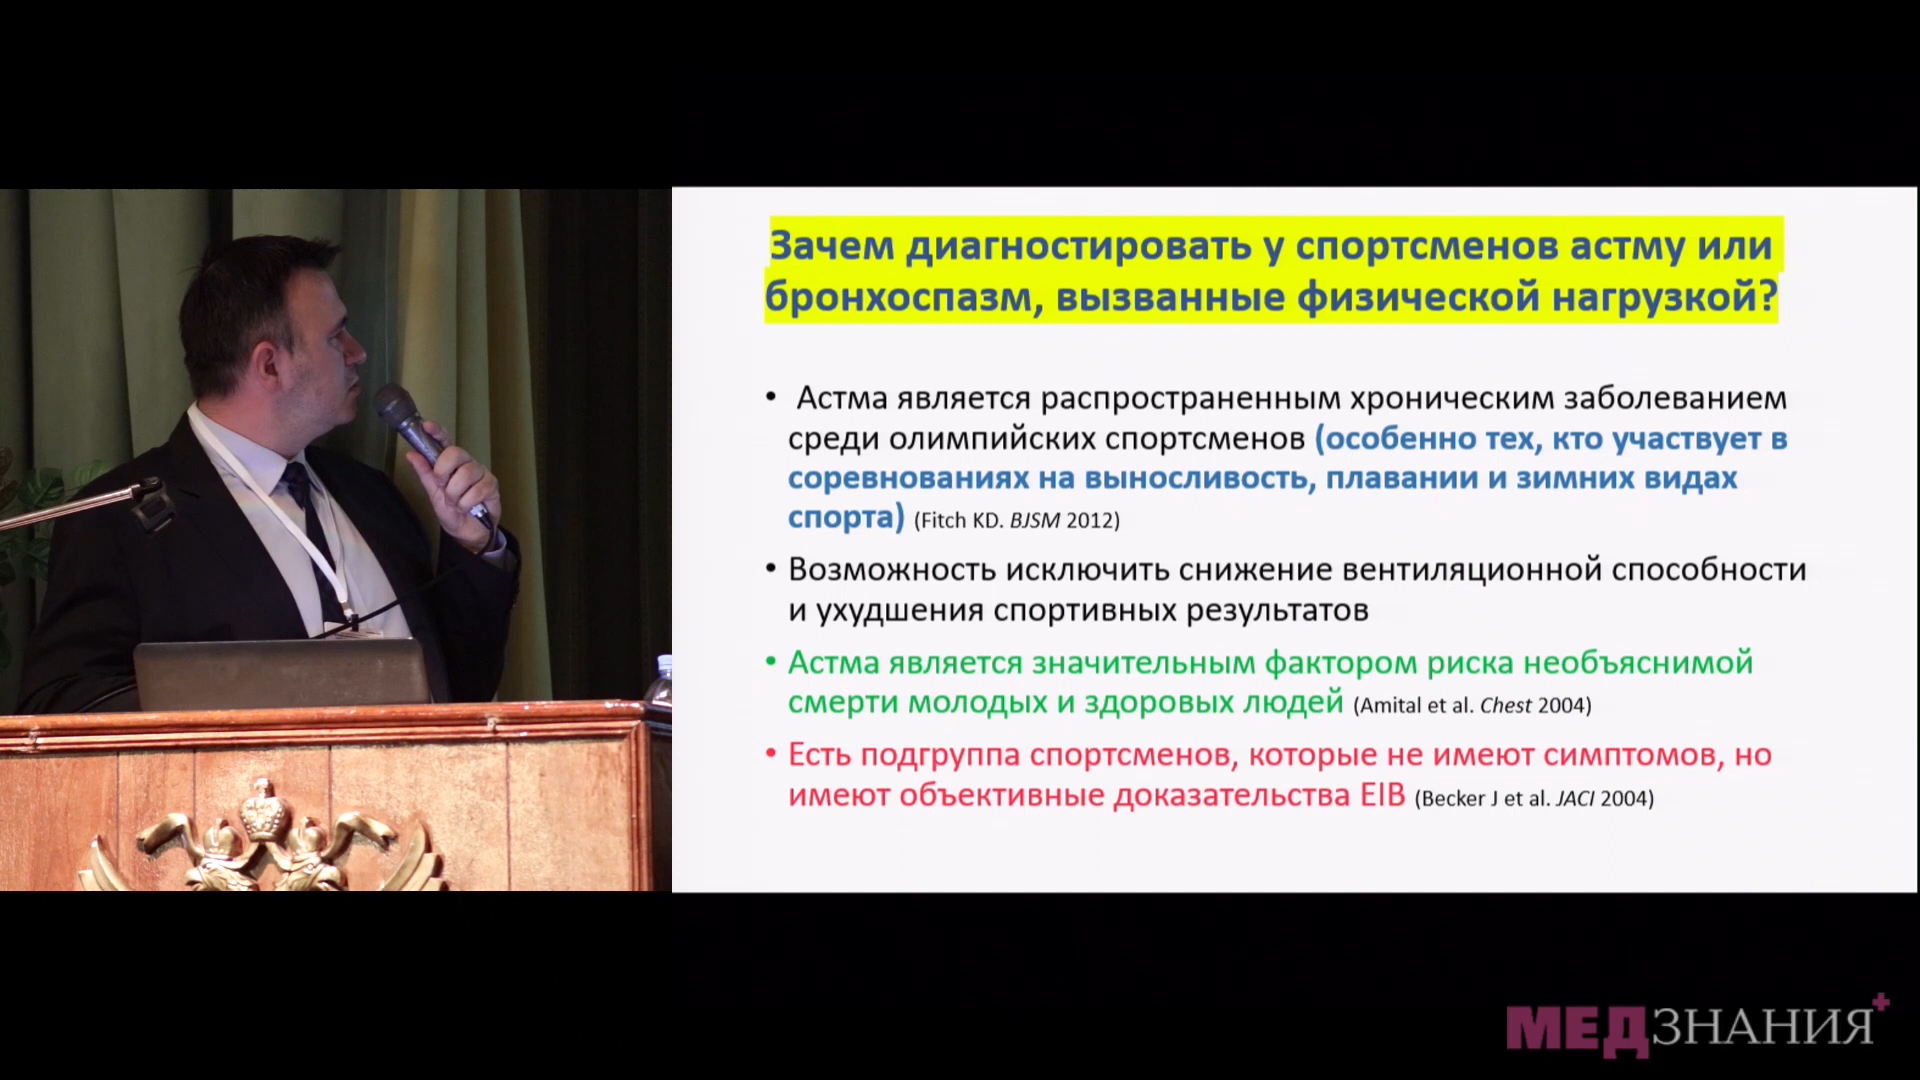 Зачем диагностировать у спортсменов астму или
бронхоспазм, вызванные физической нагрузкой?
• Астма является распространенным хроническим заболеванием
среди олимпийских спортсменов (особенно тех, кто участвует в
соревнованиях на выносливость, плавании и зимних видах
спорта) (Fitch KD. BJSM 2012)
• Возможность исключить снижение вентиляционной способности
и ухудшения спортивных результатов
• Астма является значительным фактором риска необъяснимой
смерти молодых и здоровых людей (Amital et al. Chest 2004)
• Есть подгруппа спортсменов, которые не имеют симптомов, но
имеют объективные доказательства EIB (Becker J et al. JACI 2004)
МЕДЗНАНИЯ+